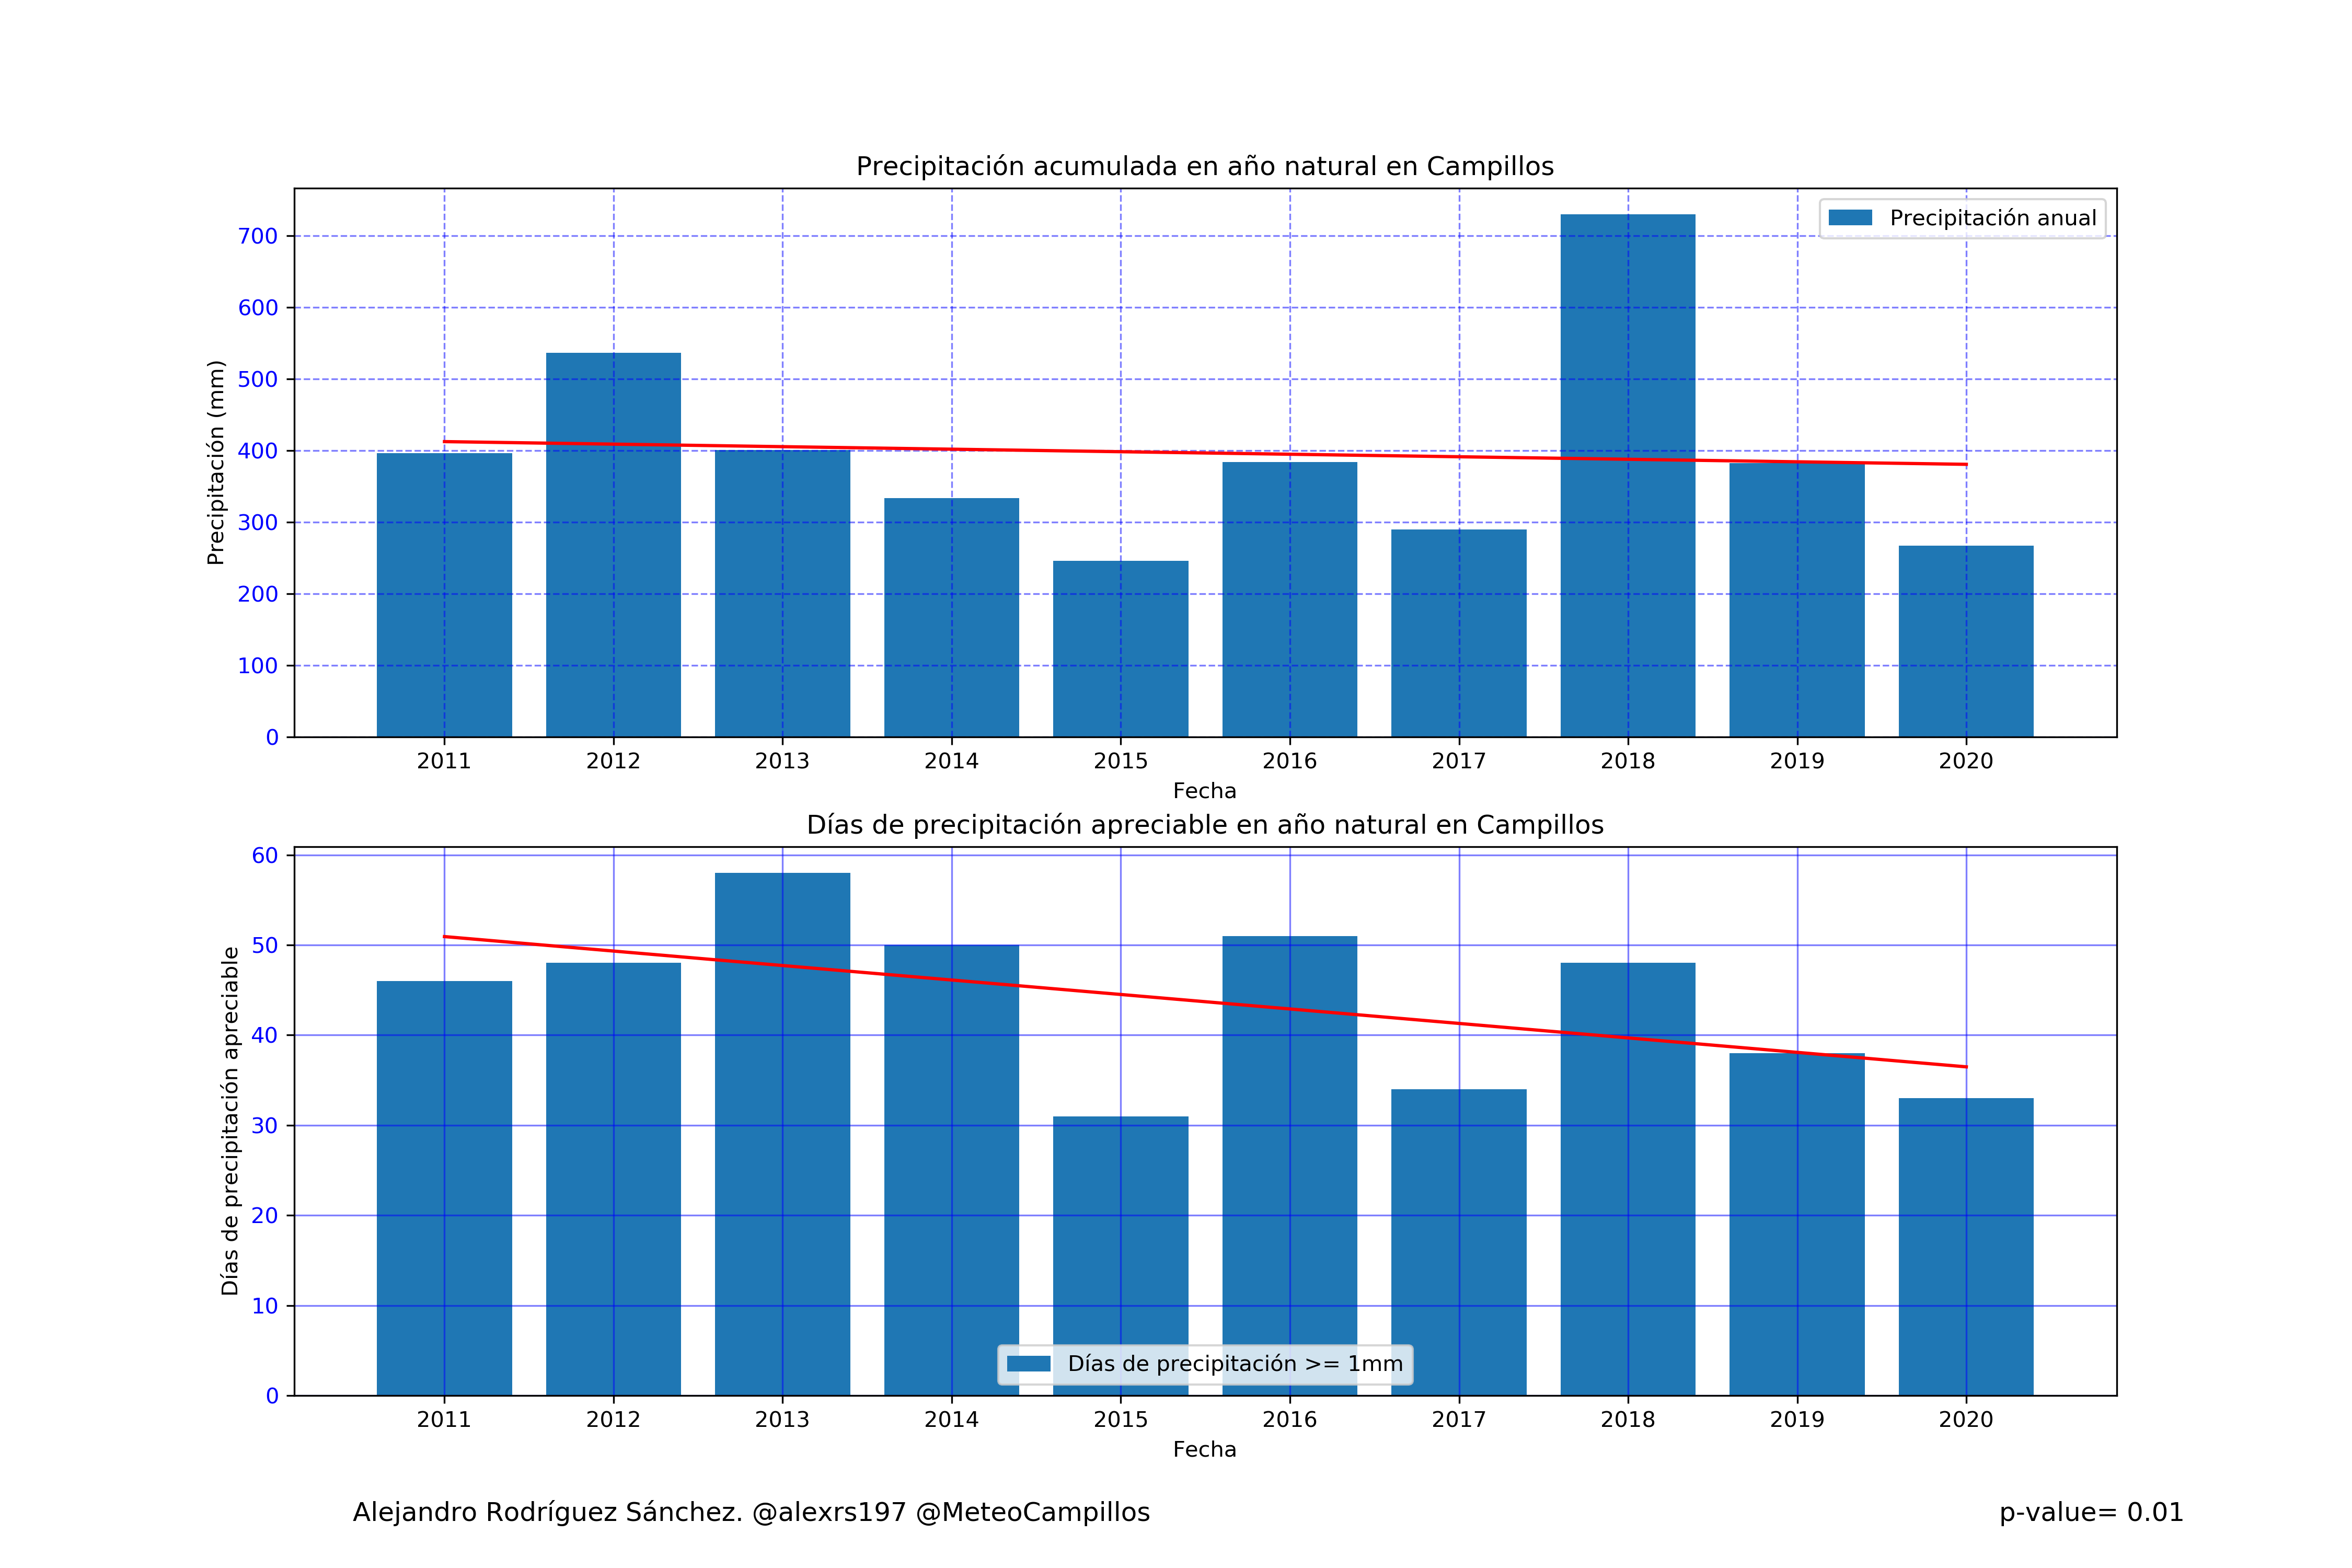 Precipitación acumulada en año natural en Campillos
Precipitación anual
Precipitación (mm)
700
600
500
400
300
200
100
0
2011 2012 2013 2014 2015 2016 2017 2018 2019 2020
Fecha
Días de precipitación apreciable en año natural en Campillos
Días de precipitación apreciable
60
50
40
30
20
10
0
Días de precipitación >= 1mm
2011 2012 2013 2014 2015 2016 2017 2018 2019 2020
Fecha
Alejandro Rodríguez Sánchez. @alexrs197 @MeteoCampillos
p-value= 0.01